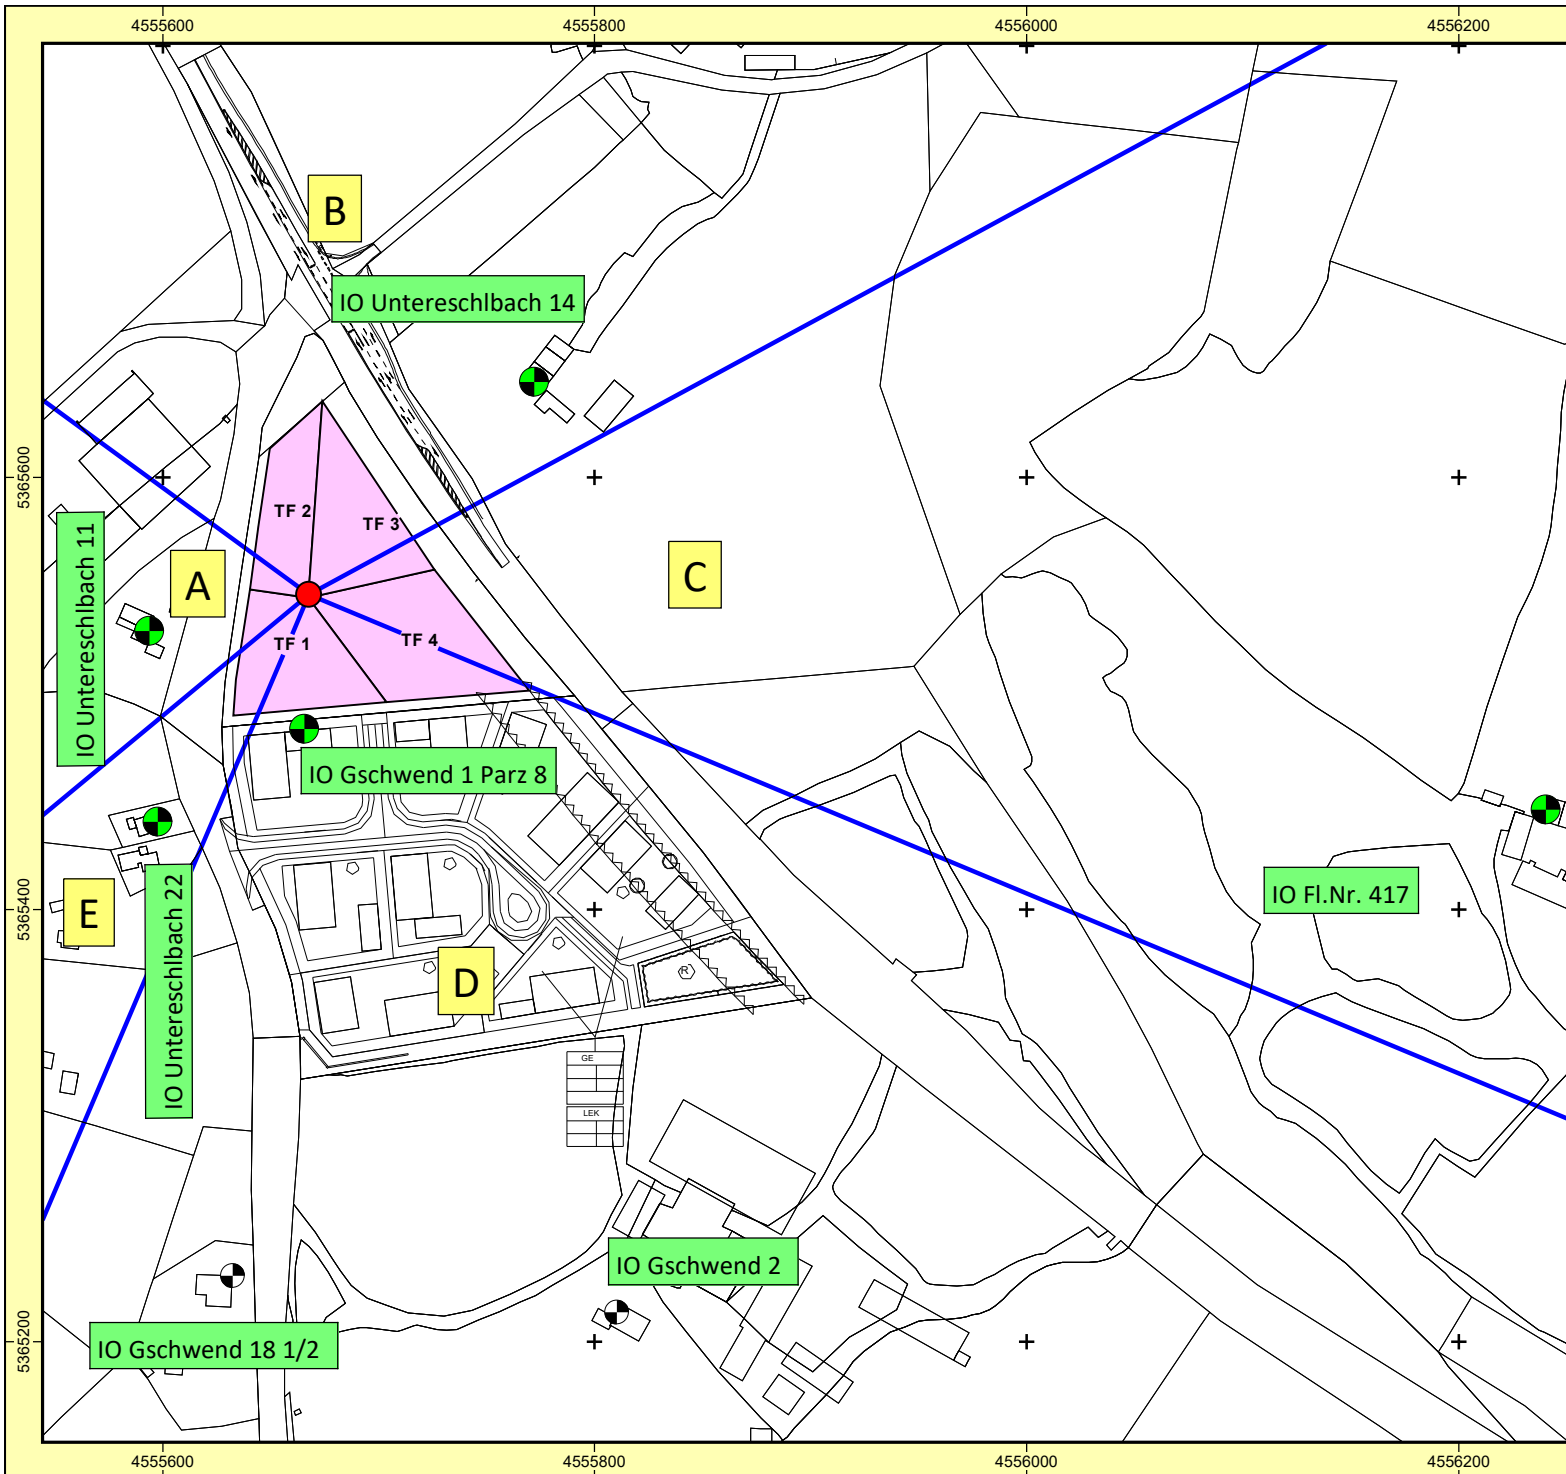 4555600
4555800
4556000
4556200
B
IO Untereschlbach 14
5365600
TF 2
TF 3
IO Untereschlbach 11
A
C
TF 1
TF 4
IO Gschwend 1 Parz 8
IO Untereschlbach 22
IO Fl.Nr. 417
5365400
E
D
R
GE
LEK
IO Gschwend 2
5365200
IO Gschwend 18 1/2
4555600
4555800
4556000
4556200